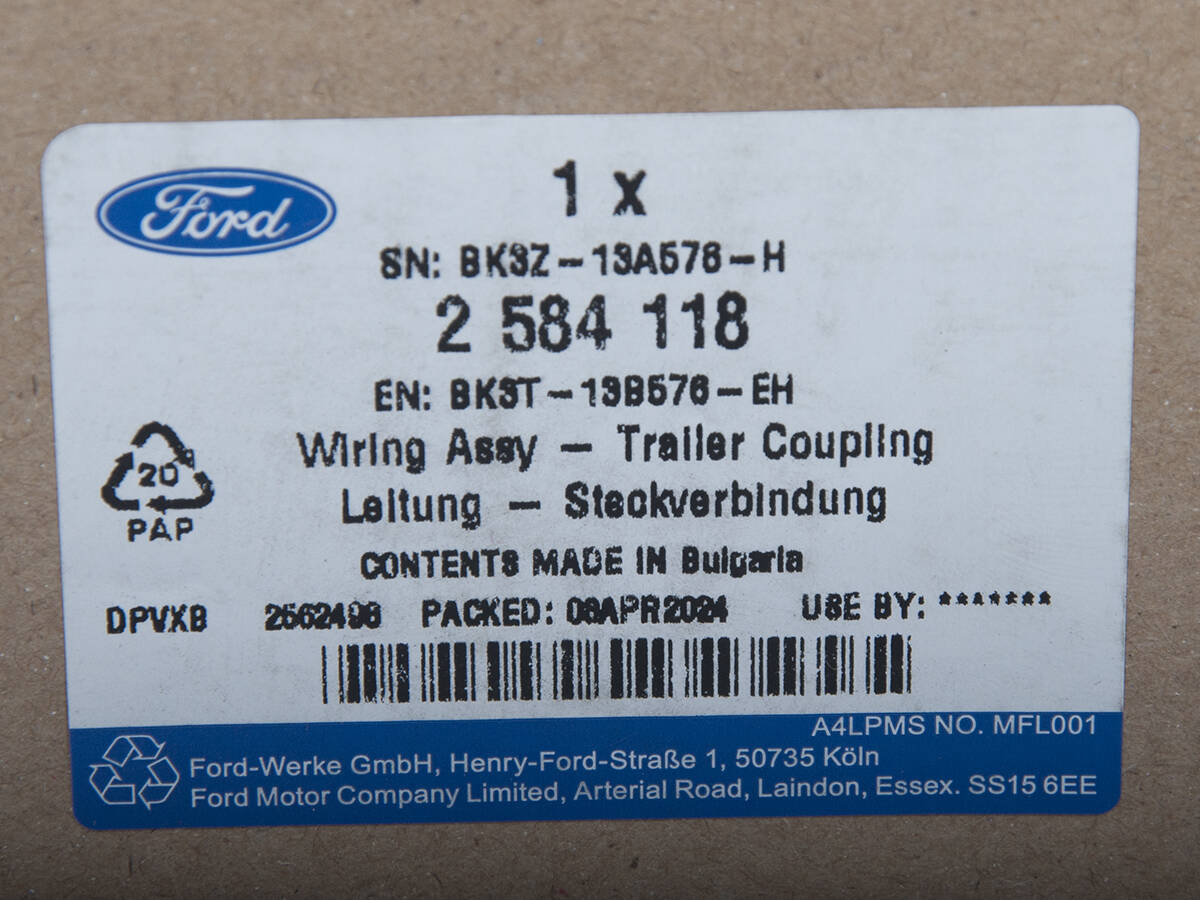 Ford
1 x
SN: BK3Z-13A576-H
2 584 118
EN: BK3T-13B576-EH
Wiring Assy - Trailer Coupling
Leitung - Steckverbindung
20
PAP
CONTENTS MADE IN Bulgaria
DPVXB 2562498 PACKED: 08APR2024 USE BY: *******
A4LPMS NO. MFL001
Ford-Werke GmbH, Henry-Ford-Straße 1, 50735 Köln
Ford Motor Company Limited, Arterial Road, Laindon, Essex. SS15 6EE